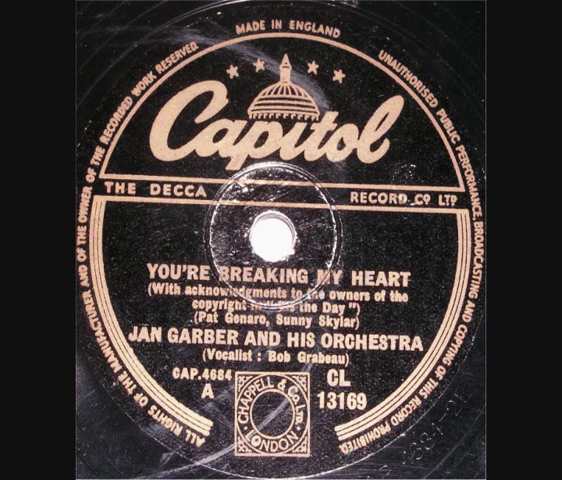 MADE IN ENGLAND
ALL RIGHTS OF THE MANUFACTURER AND OF THE OWNER OF THE RECORDED WORK RESERVED
UNAUTHORISED PUBLIC PERFORMANCE, BROADCASTING AND COPYING OF THIS RECORD PROHIBITED
Capitol
THE DECCA RECORD CO LTD
YOU'RE BREAKING MY HEART
(With acknowledgments to the owners of the
copyright the Day ")
(Pat Genaro, Sunny Skylar)
JAN GARBER AND HIS ORCHESTRA
(Vocalist : Bob Grabeau)
CAP.4684
A
CHAPPELL & Co. Ltd.
LONDON
CL
13169